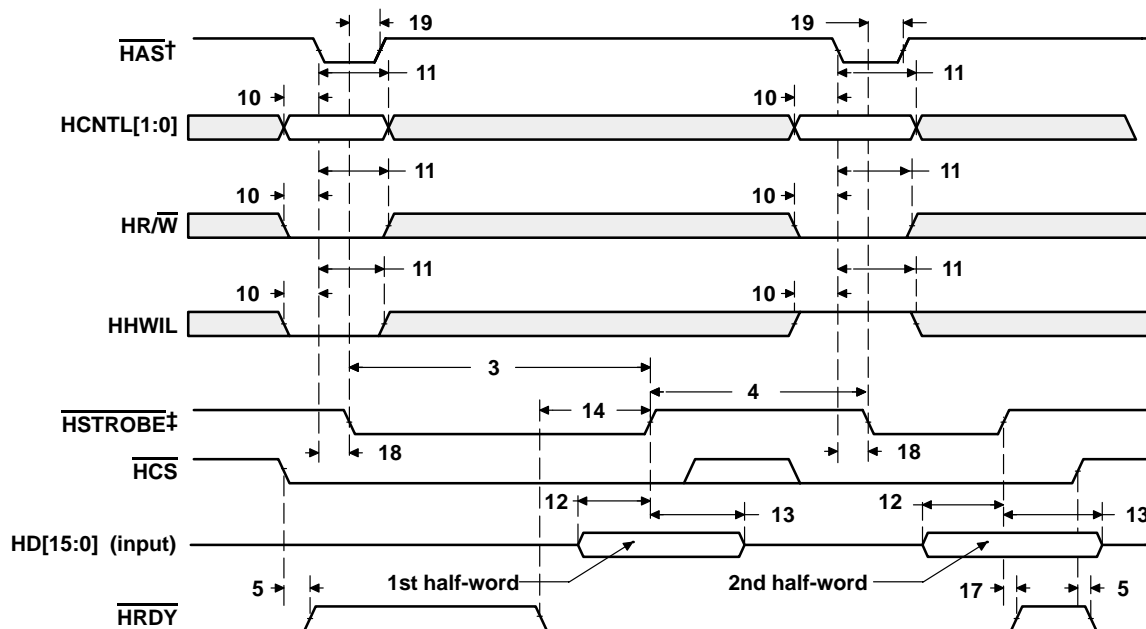 19 19
HAS†
11 11
10 10
HCNTL[1:0]
11 11
10 10
HR/W
11 11
10 10
HHWIL
3
4
14
HSTROBE‡
18 18
HCS
12 12
13 13
HD[15:0] (input)
1st half-word 2nd half-word
5 17 5
HRDY